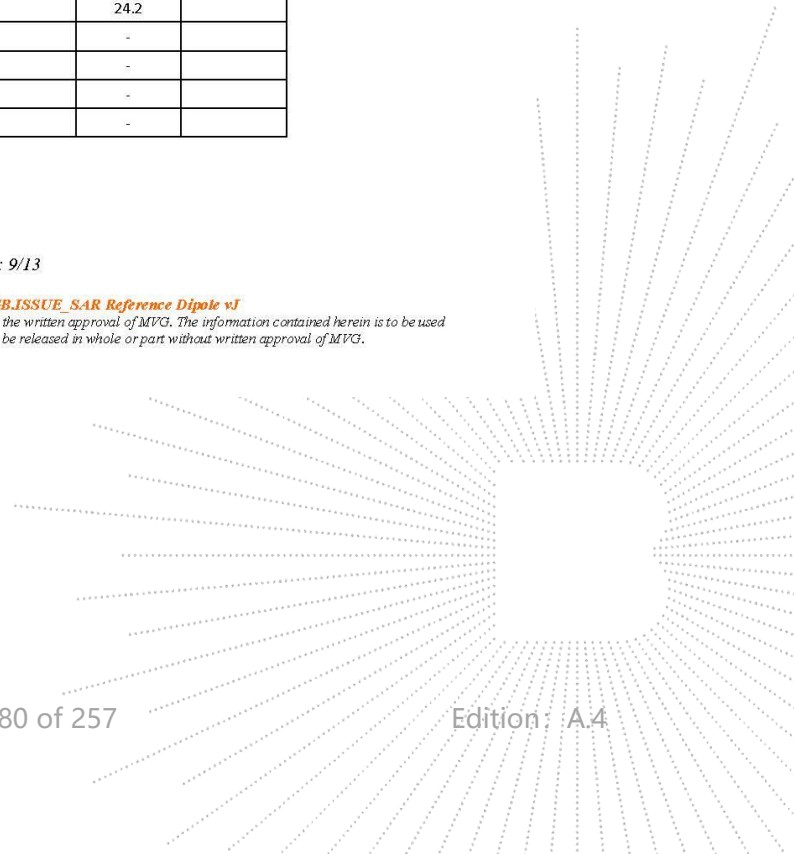 24.2
-
-
-
-
: 9/13
B.ISSUE_SAR Reference Dipole vJ
the written approval of MVG. The information contained herein is to be used
be released in whole or part without written approval of MVG.
80 of 257 Edition: A.4